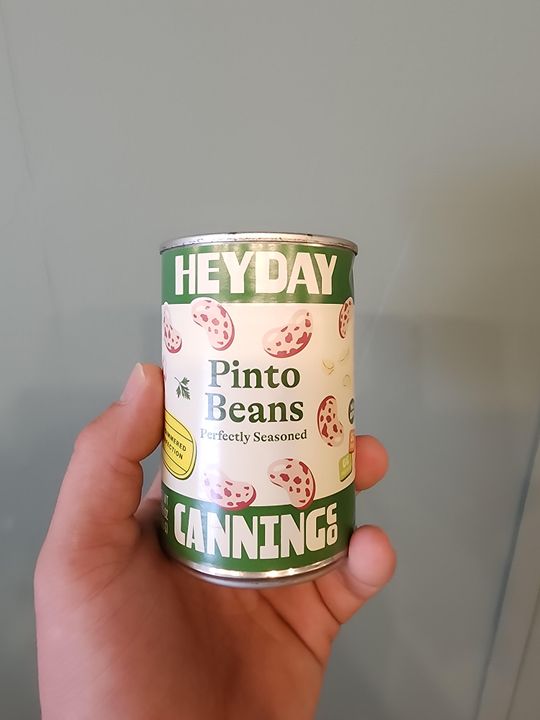 HEYDAY
Pinto
Beans
Perfectly Seasoned
CANNING CO